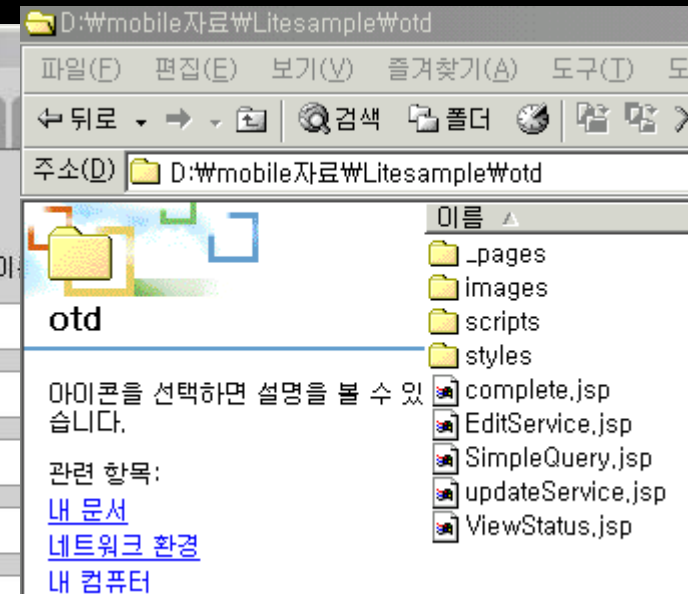 D:₩mobile자료₩Litesample₩otd
파일(F) 편집(E) 보기(V) 즐겨찾기(A) 도구(T)
뒤로 검색 폴더
주소(D) D:₩mobile자료₩Litesample₩otd
이름
_pages
images
scripts
styles
complete.jsp
EditService.jsp
SimpleQuery.jsp
updateService.jsp
ViewStatus.jsp
otd
아이콘을 선택하면 설명을 볼 수 있
습니다.
관련 항목:
내 문서
네트워크 환경
내 컴퓨터